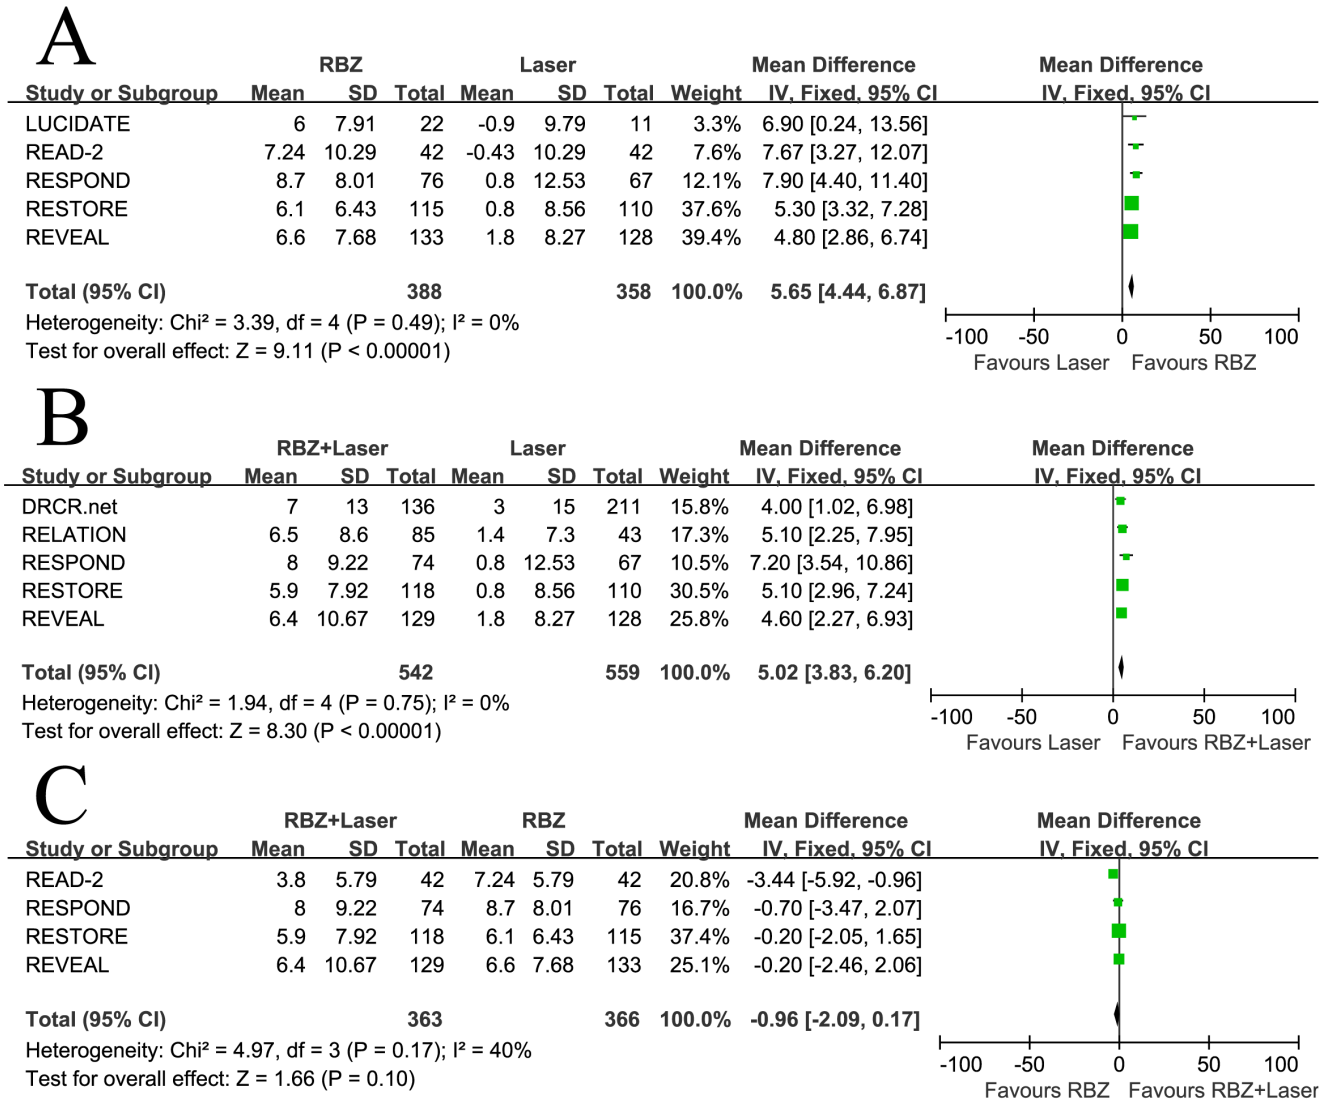 A
RBZ Laser Mean Difference Mean Difference
Study or Subgroup Mean SD Total Mean SD Total Weight IV, Fixed, 95% CI IV, Fixed, 95% CI
LUCIDATE 6 7.91 22 -0.9 9.79 11 3.3% 6.90 [0.24, 13.56]
READ-2 7.24 10.29 42 -0.43 10.29 42 7.6% 7.67 [3.27, 12.07]
RESPOND 8.7 8.01 76 0.8 12.53 67 12.1% 7.90 [4.40, 11.40]
RESTORE 6.1 6.43 115 0.8 8.56 110 37.6% 5.30 [3.32, 7.28]
REVEAL 6.6 7.68 133 1.8 8.27 128 39.4% 4.80 [2.86, 6.74]
Total (95% CI) 388 358 100.0% 5.65 [4.44, 6.87]
Heterogeneity: Chi² = 3.39, df = 4 (P = 0.49); I² = 0%
Test for overall effect: Z = 9.11 (P < 0.00001)
-100 -50 0 50 100
Favours Laser Favours RBZ
B
RBZ+Laser Laser Mean Difference Mean Difference
Study or Subgroup Mean SD Total Mean SD Total Weight IV, Fixed, 95% CI IV, Fixed, 95% CI
DRCR.net 7 13 136 3 15 211 15.8% 4.00 [1.02, 6.98]
RELATION 6.5 8.6 85 1.4 7.3 43 17.3% 5.10 [2.25, 7.95]
RESPOND 8 9.22 74 0.8 12.53 67 10.5% 7.20 [3.54, 10.86]
RESTORE 5.9 7.92 118 0.8 8.56 110 30.5% 5.10 [2.96, 7.24]
REVEAL 6.4 10.67 129 1.8 8.27 128 25.8% 4.60 [2.27, 6.93]
Total (95% CI) 542 559 100.0% 5.02 [3.83, 6.20]
Heterogeneity: Chi² = 1.94, df = 4 (P = 0.75); I² = 0%
Test for overall effect: Z = 8.30 (P < 0.00001)
-100 -50 0 50 100
Favours Laser Favours RBZ+Laser
C
RBZ+Laser RBZ Mean Difference Mean Difference
Study or Subgroup Mean SD Total Mean SD Total Weight IV, Fixed, 95% CI IV, Fixed, 95% CI
READ-2 3.8 5.79 42 7.24 5.79 42 20.8% -3.44 [-5.92, -0.96]
RESPOND 8 9.22 74 8.7 8.01 76 16.7% -0.70 [-3.47, 2.07]
RESTORE 5.9 7.92 118 6.1 6.43 115 37.4% -0.20 [-2.05, 1.65]
REVEAL 6.4 10.67 129 6.6 7.68 133 25.1% -0.20 [-2.46, 2.06]
Total (95% CI) 363 366 100.0% -0.96 [-2.09, 0.17]
Heterogeneity: Chi² = 4.97, df = 3 (P = 0.17); I² = 40%
Test for overall effect: Z = 1.66 (P = 0.10)
-100 -50 0 50 100
Favours RBZ Favours RBZ+Laser